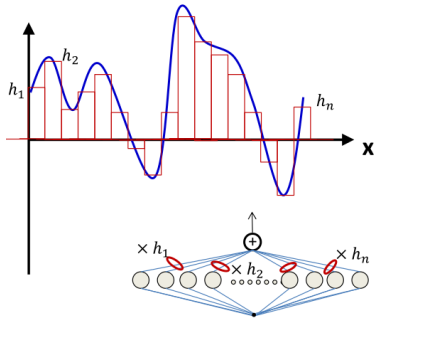 h₂
h₁
hₙ
X
+
× h₁
× hₙ
× h₂